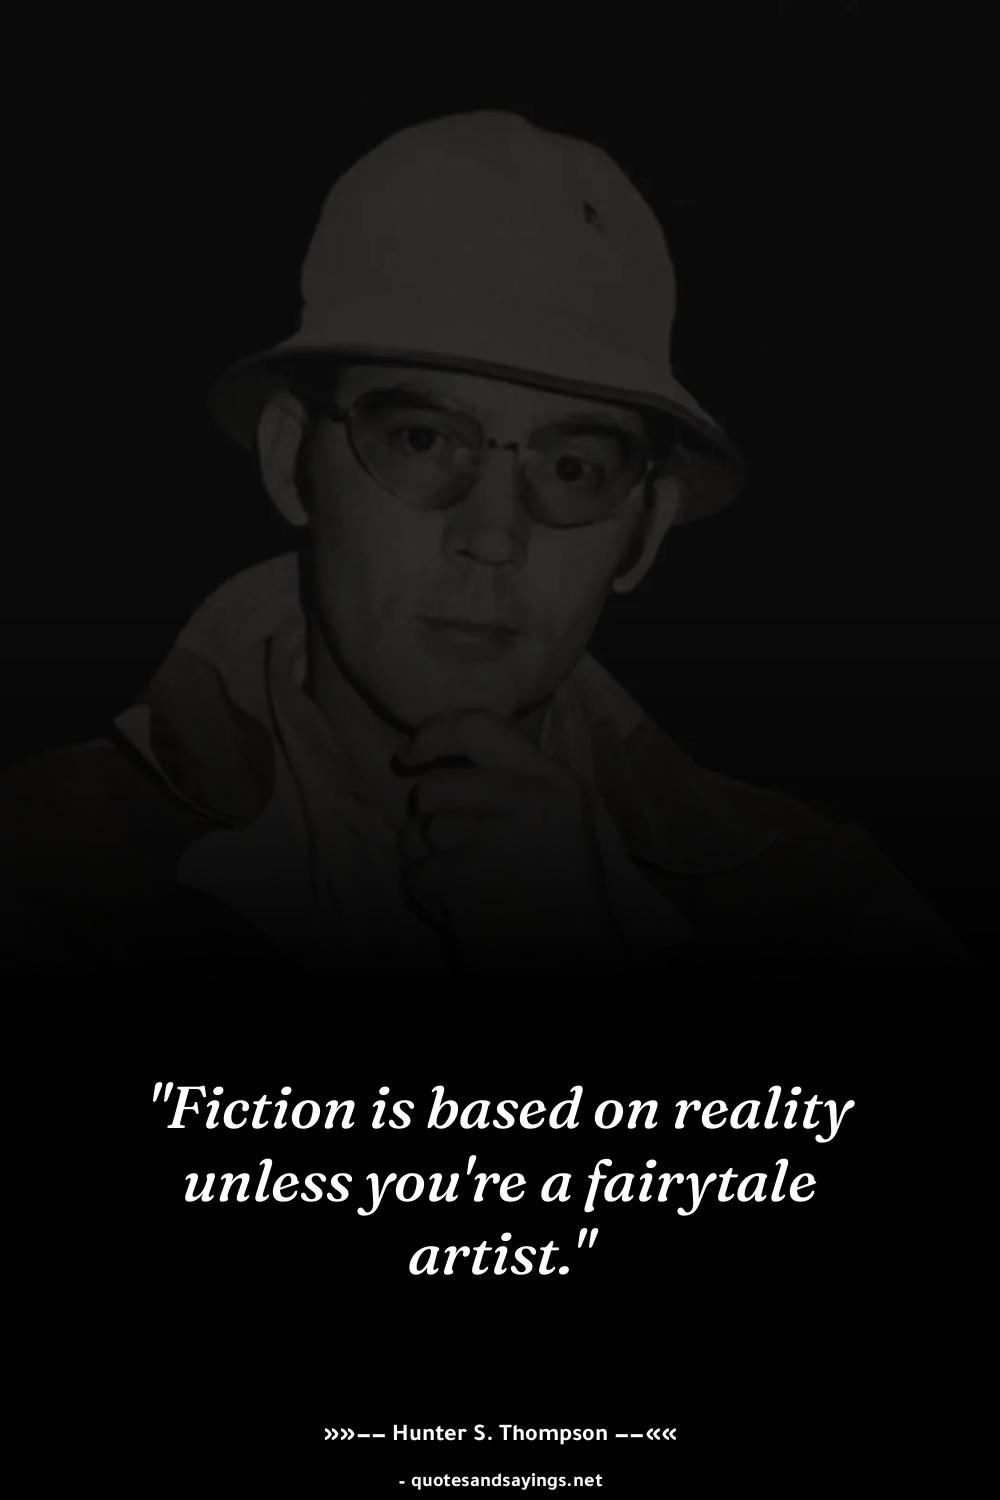 "Fiction is based on reality
unless you're a fairytale
artist."
»»–– Hunter S. Thompson ––««
- quotesandsayings.net